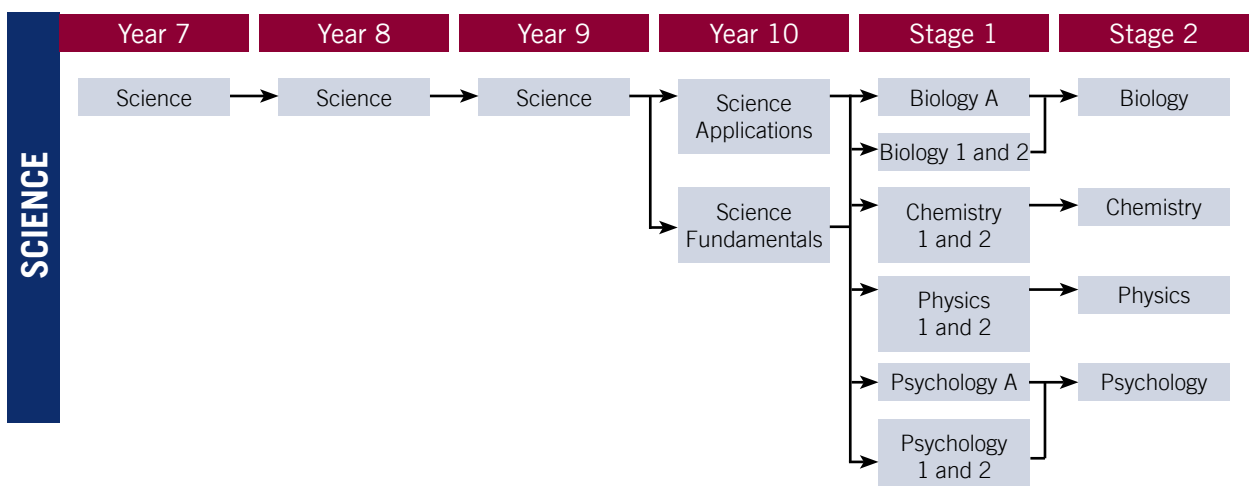 Year 7
Year 8
Year 9
Year 10
Stage 1
Stage 2
SCIENCE
Science
Science
Science
Science
Applications
Science
Fundamentals
Biology A
Biology 1 and 2
Chemistry
1 and 2
Physics
1 and 2
Psychology A
Psychology
1 and 2
Biology
Chemistry
Physics
Psychology